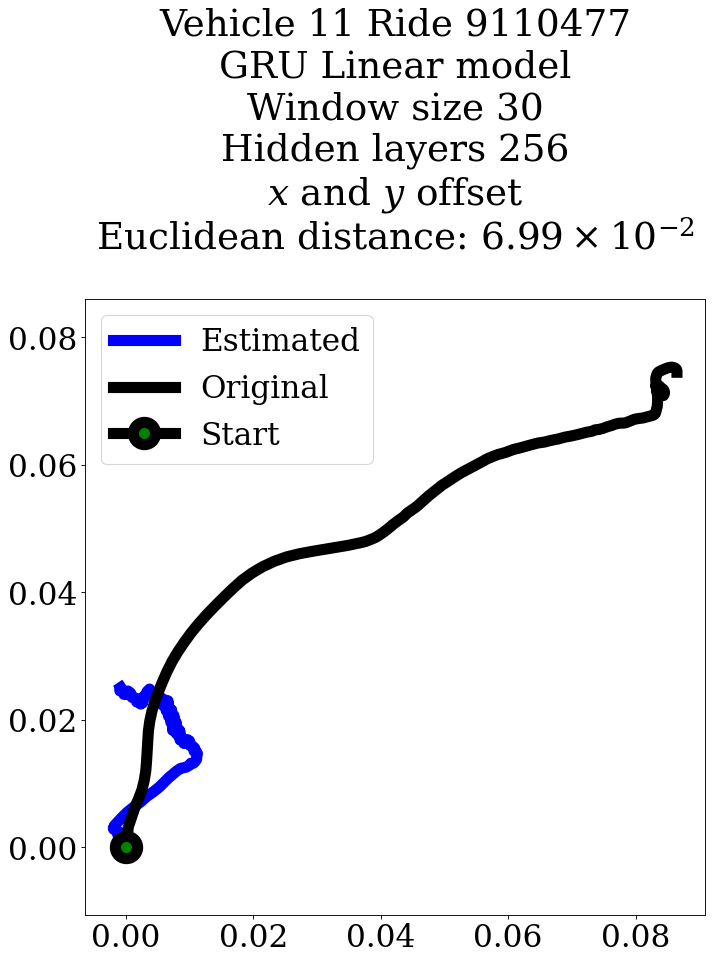 Vehicle 11 Ride 9110477
GRU Linear model
Window size 30
Hidden layers 256
x and y offset
Euclidean distance: 6.99 × 10⁻²
Estimated
Original
Start
0.08
0.06
0.04
0.02
0.00
0.00 0.02 0.04 0.06 0.08